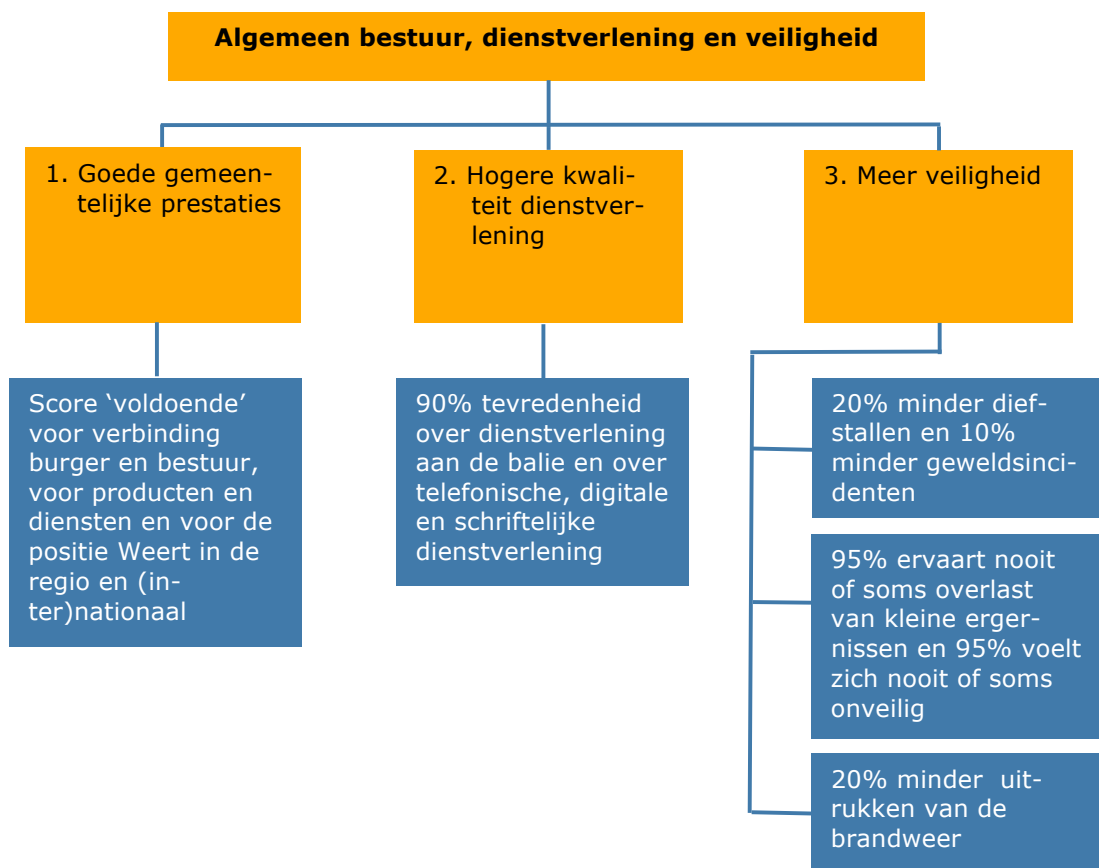 Algemeen bestuur, dienstverlening en veiligheid
1. Goede gemeen-
telijke prestaties
2. Hogere kwali-
teit dienstver-
lening
3. Meer veiligheid
Score ‘voldoende’
voor verbinding
burger en bestuur,
voor producten en
diensten en voor de
positie Weert in de
regio en (in-
ter)nationaal
90% tevredenheid
over dienstverlening
aan de balie en over
telefonische, digitale
en schriftelijke
dienstverlening
20% minder dief-
stallen en 10%
minder geweldsinci-
denten
95% ervaart nooit
of soms overlast
van kleine erger-
nissen en 95% voelt
zich nooit of soms
onveilig
20% minder  uit-
rukken van de
brandweer